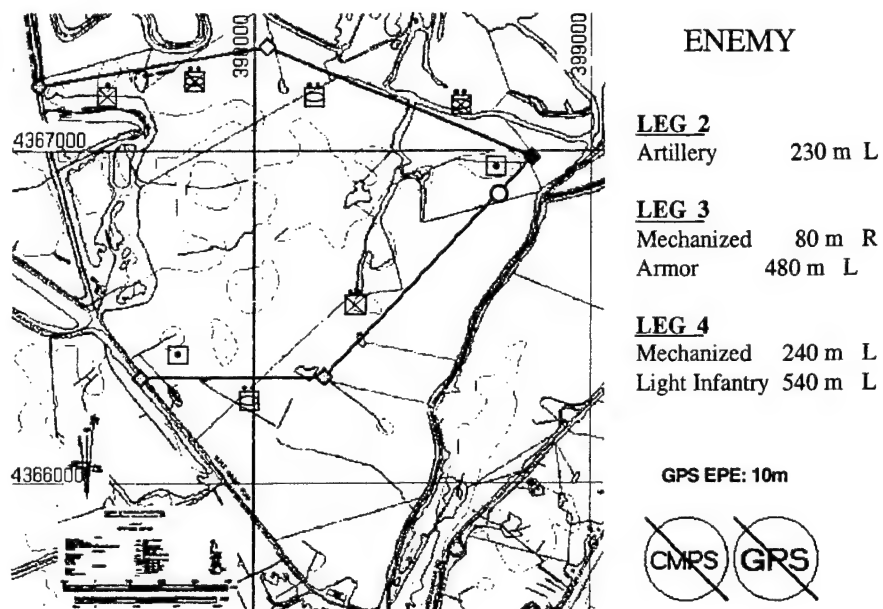 398000
399000
4367000
4366000
ENEMY
LEG 2
Artillery 230 m L
LEG 3
Mechanized 80 m R
Armor 480 m L
LEG 4
Mechanized 240 m L
Light Infantry 540 m L
GPS EPE: 10m
CMPS
GPS